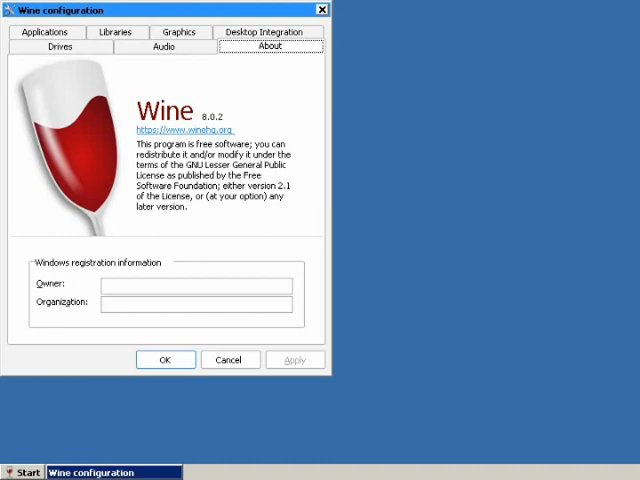 Wine configuration
Applications
Libraries
Graphics
Desktop Integration
Drives
Audio
About
Wine 8.0.2
https://www.winehq.org
This program is free software; you can
redistribute it and/or modify it under the
terms of the GNU Lesser General Public
License as published by the Free
Software Foundation; either version 2.1
of the License, or (at your option) any
later version.
Windows registration information
Owner:
Organization:
OK
Cancel
Apply
Start
Wine configuration